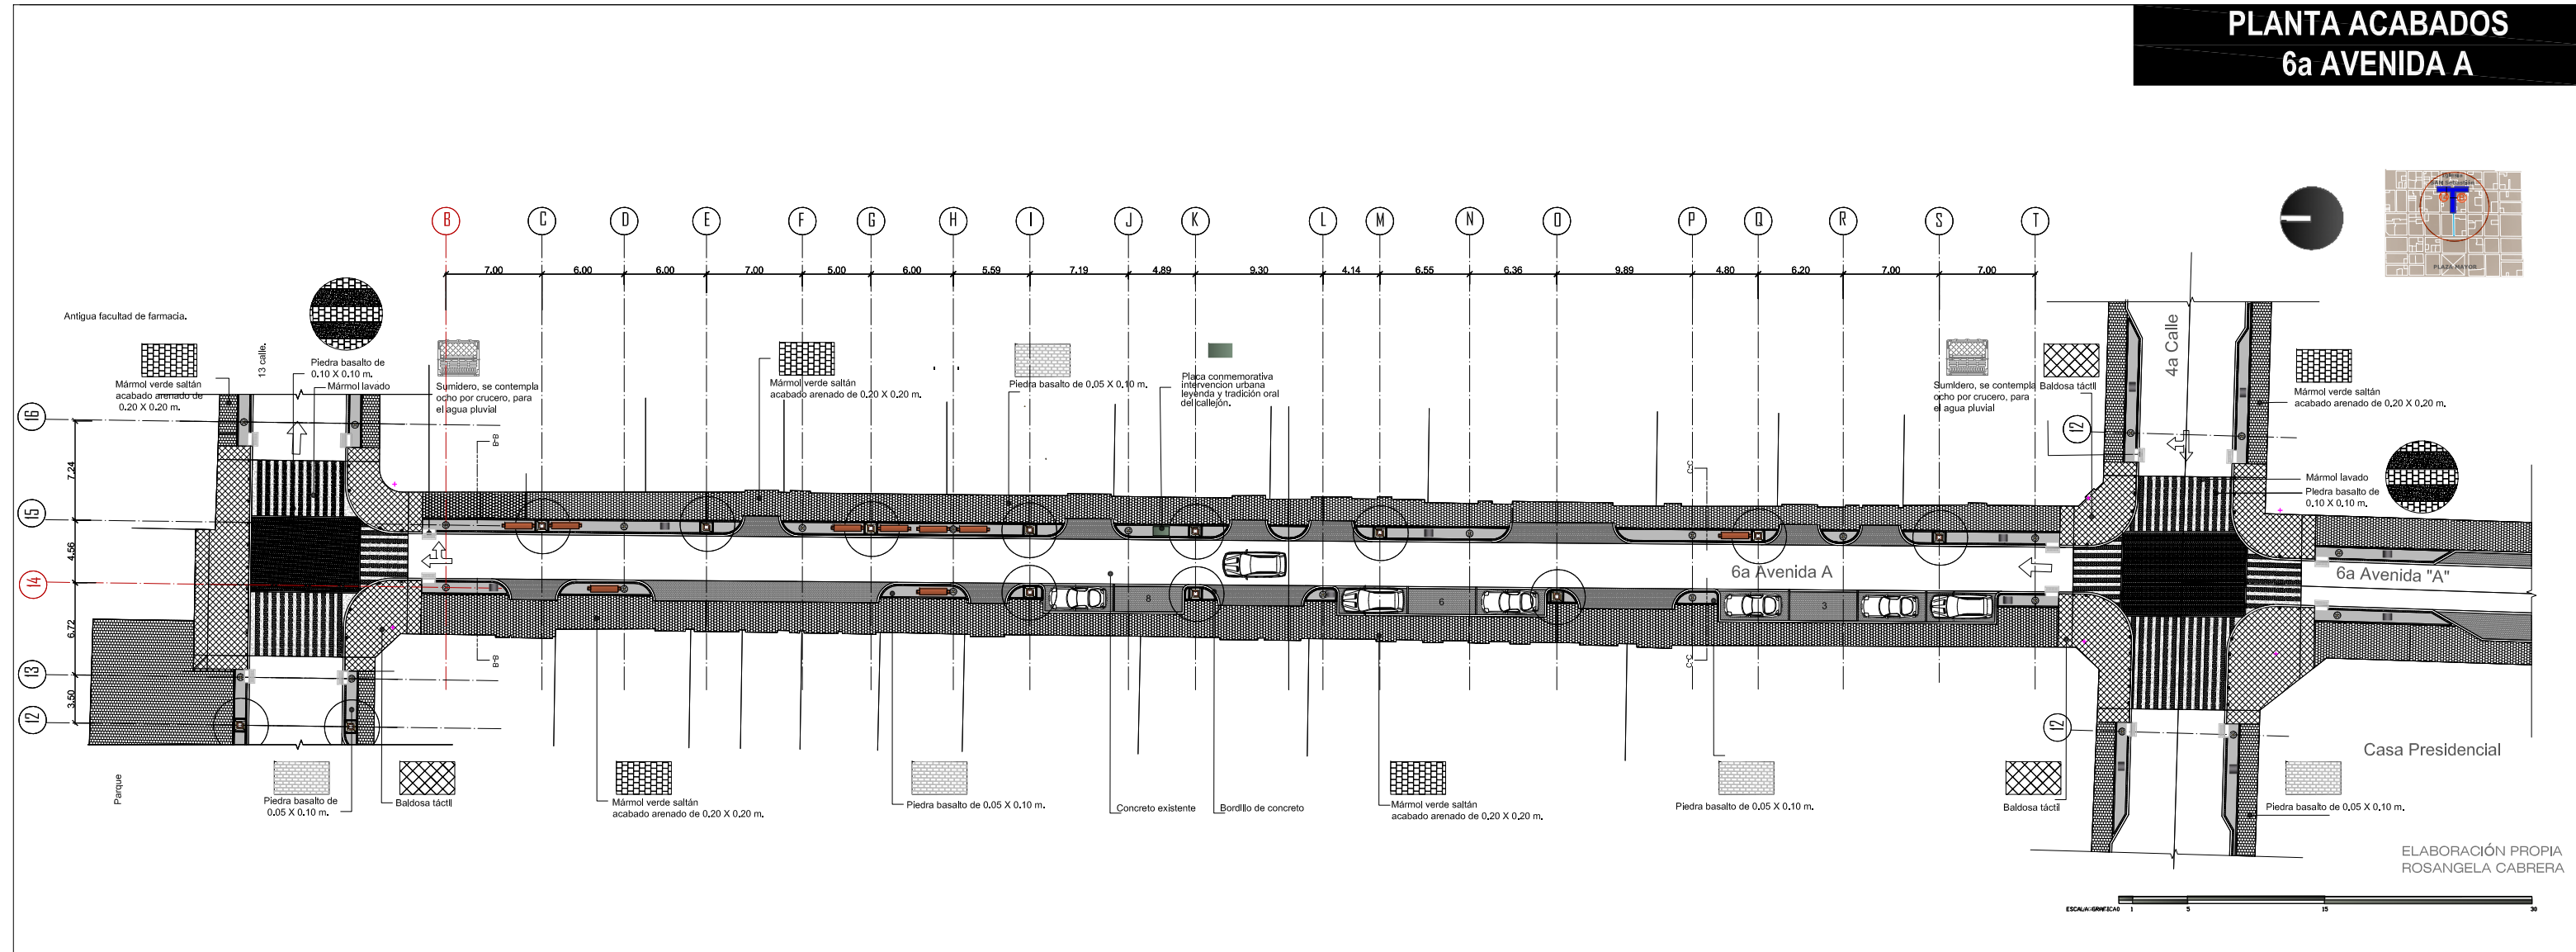 PLANTA ACABADOS
6a AVENIDA A
PLAZA MAYOR
B C D E F G H I J K L M N O P Q R S T
7.00 6.00 6.00 7.00 5.00 6.00 5.59 7.19 4.89 9.30 4.14 6.55 6.36 9.89 4.80 6.20 7.00 7.00
Antigua facultad de farmacia.
13 calle.
Mármol verde saltán
acabado arenado de
0.20 X 0.20 m.
Piedra basalto de
0.10 X 0.10 m.
Mármol lavado
Sumidero, se contempla
ocho por crucero, para
el agua pluvial
Mármol verde saltán
acabado arenado de 0.20 X 0.20 m.
Piedra basalto de 0.05 X 0.10 m.
Placa conmemorativa
intervencion urbana
leyenda y tradición oral
del callejón.
Sumidero, se contempla
ocho por crucero, para
el agua pluvial
Baldosa táctil
4a Calle
Mármol verde saltán
acabado arenado de 0.20 X 0.20 m.
Mármol lavado
Piedra basalto de
0.10 X 0.10 m.
16
7.24
15
4.56
14
6.72
13
3.50
12
B-B
B-B
C-C
C-C
12
12
8
6
3
6a Avenida A
6a Avenida "A"
Casa Presidencial
Parque
Piedra basalto de
0.05 X 0.10 m.
Baldosa táctil
Mármol verde saltán
acabado arenado de 0.20 X 0.20 m.
Piedra basalto de 0.05 X 0.10 m.
Concreto existente
Bordillo de concreto
Mármol verde saltán
acabado arenado de 0.20 X 0.20 m.
Piedra basalto de 0.05 X 0.10 m.
Baldosa táctil
Piedra basalto de 0.05 X 0.10 m.
ELABORACIÓN PROPIA
ROSANGELA CABRERA
1 5 15 30